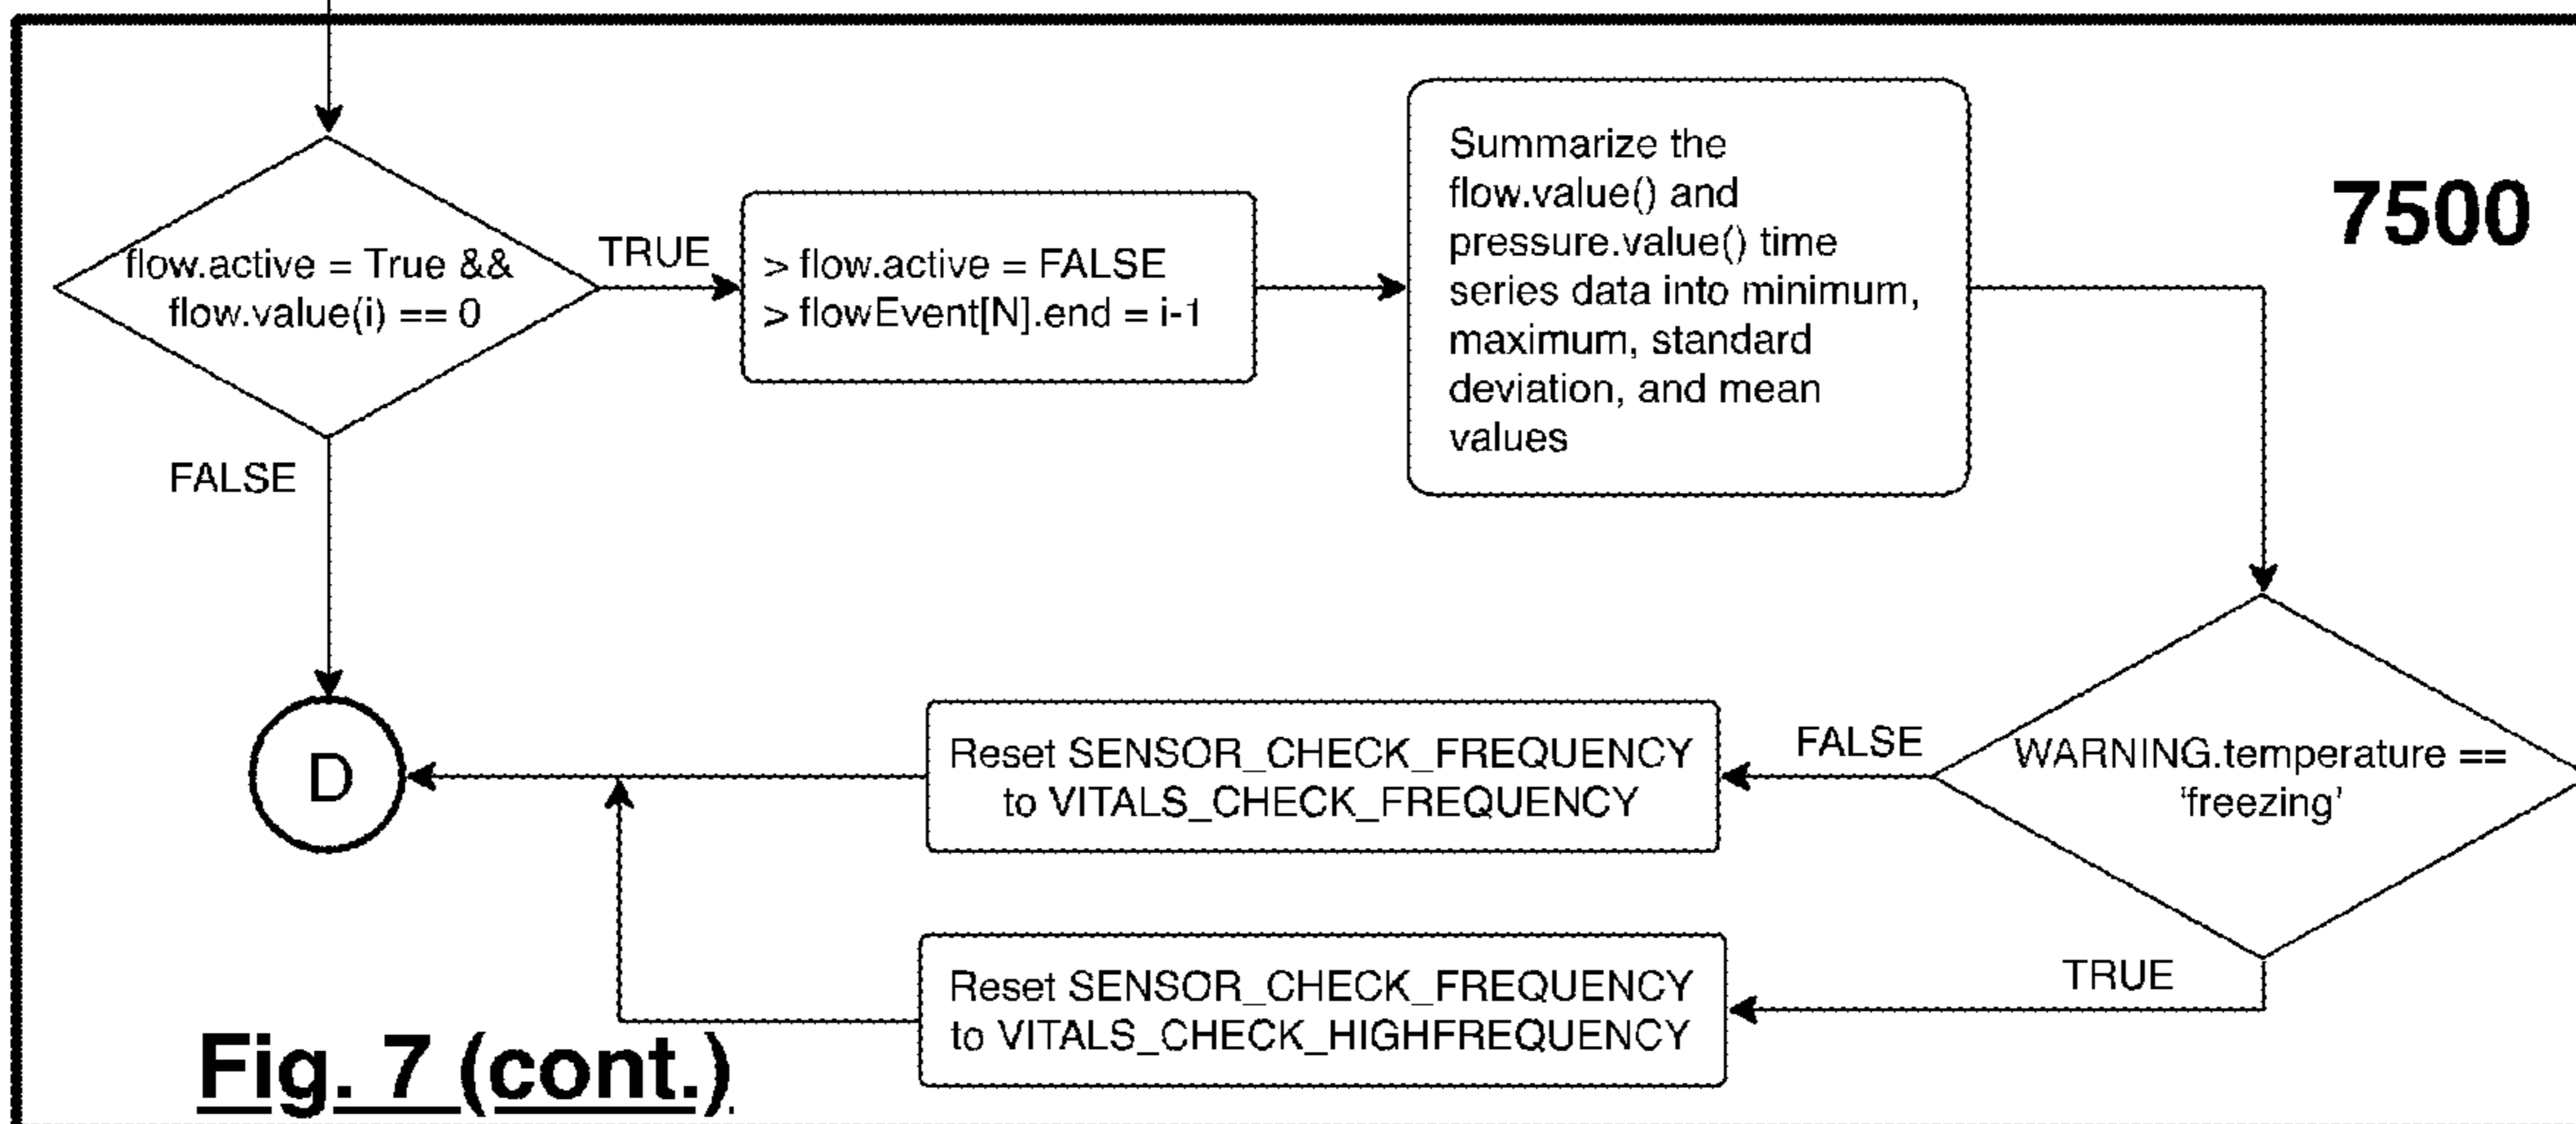 flow.active = True &&
flow.value(i) == 0
TRUE
> flow.active = FALSE
> flowEvent[N].end = i-1
Summarize the
flow.value() and
pressure.value() time
series data into minimum,
maximum, standard
deviation, and mean
values
7500
FALSE
D
Reset SENSOR_CHECK_FREQUENCY
to VITALS_CHECK_FREQUENCY
FALSE
WARNING.temperature ==
'freezing'
TRUE
Reset SENSOR_CHECK_FREQUENCY
to VITALS_CHECK_HIGHFREQUENCY
Fig. 7 (cont.)